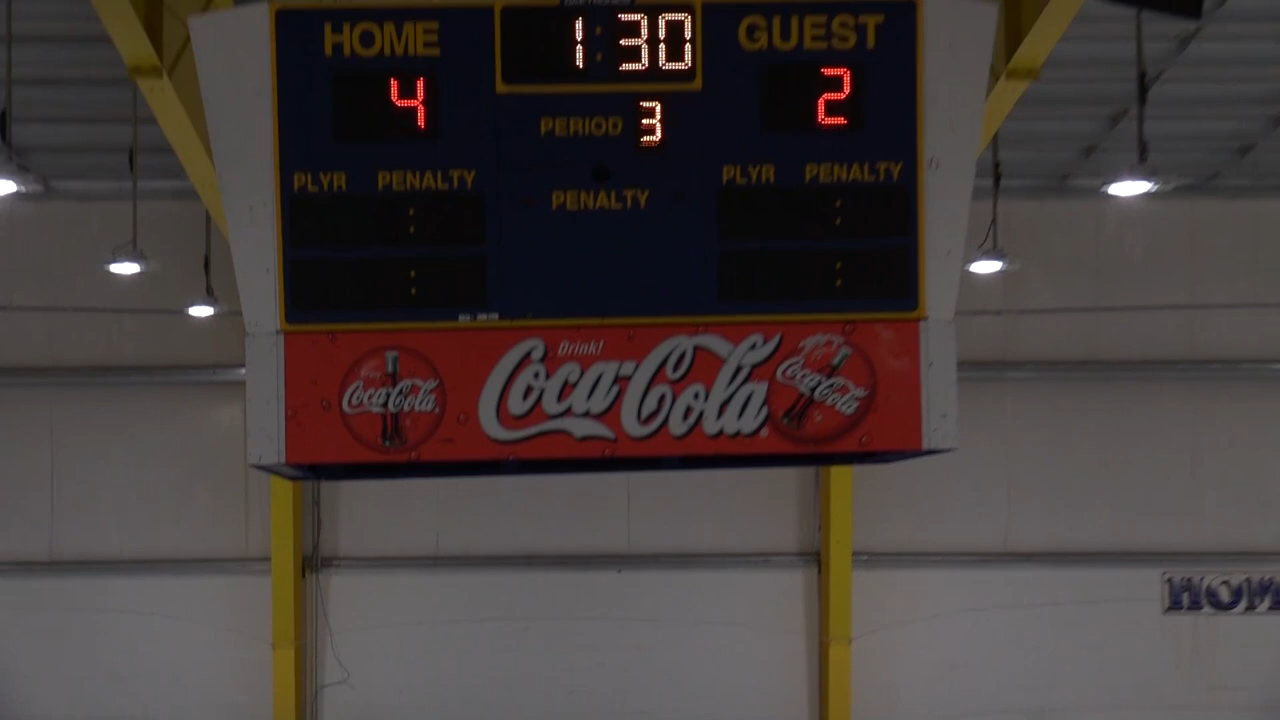 HOME
1:30
GUEST
4
2
PERIOD 3
PLYR PENALTY
PLYR PENALTY
PENALTY
:
:
:
:
Drink!
Coca-Cola
Coca-Cola
Coca-Cola
HOM